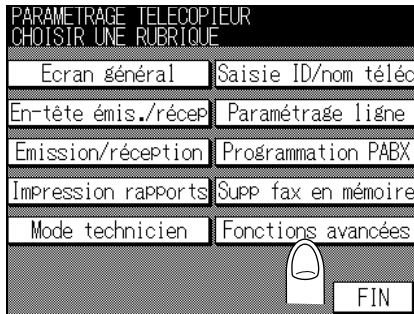 PARAMETRAGE TELECOPIEUR
CHOISIR UNE RUBRIQUE
Ecran général
Saisie ID/nom téléc
En-tête émis./récep
Paramétrage ligne
Emission/réception
Programmation PABX
Impression rapports
Supp fax en mémoire
Mode technicien
Fonctions avancées
FIN